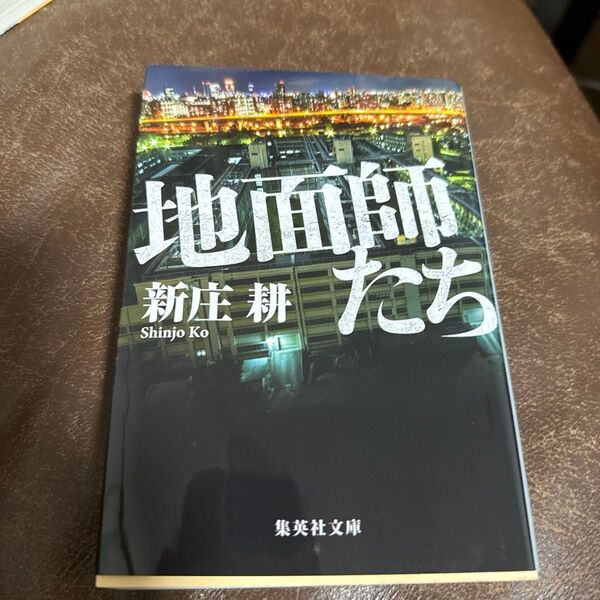 地面師
たち
新庄 耕
Shinjo Ko
集英社文庫